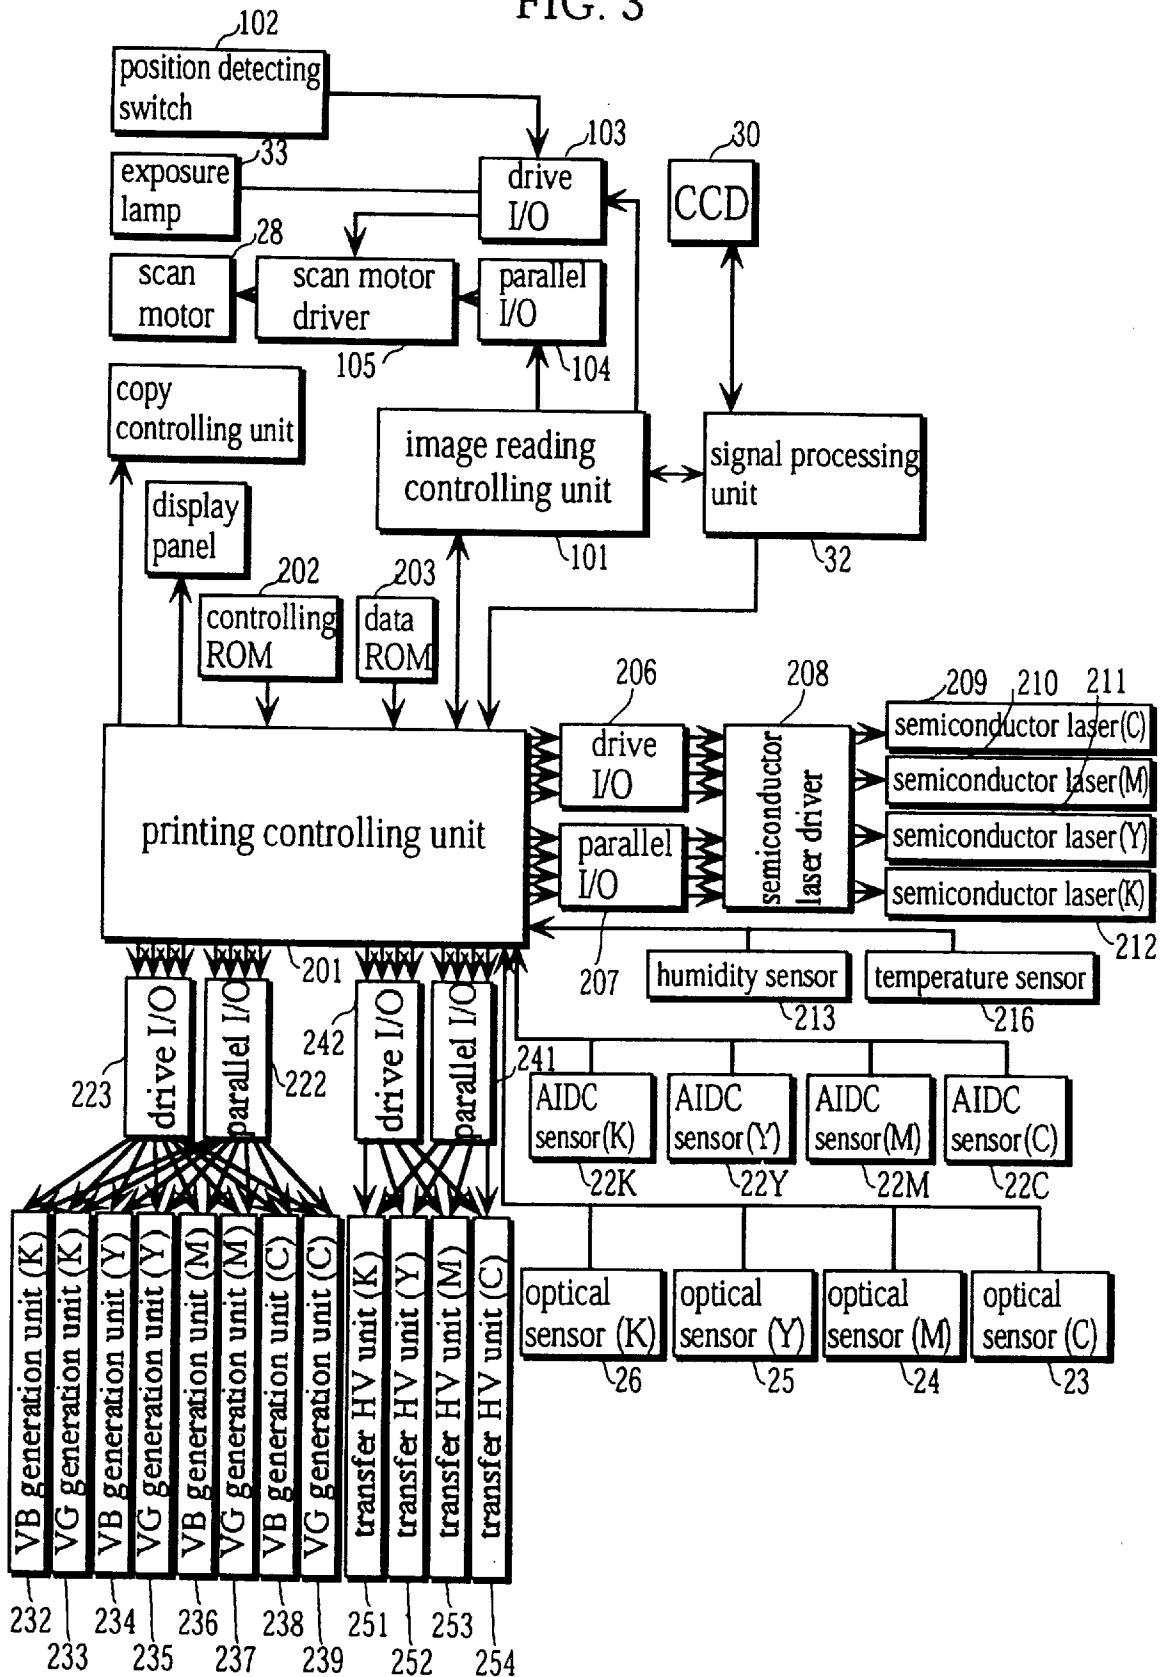 FIG. 3
102
position detecting
switch
103
30
33
exposure
lamp
drive
I/O
CCD
28
scan
motor
scan motor
driver
parallel
I/O
105
104
copy
controlling unit
image reading
controlling unit
signal processing
unit
display
panel
101
32
202
203
controlling
ROM
data
ROM
206
208
209
210
211
drive
I/O
semiconductor
laser driver
semiconductor laser(C)
semiconductor laser(M)
semiconductor laser(Y)
semiconductor laser(K)
printing controlling unit
parallel
I/O
212
201
207
humidity sensor
temperature sensor
213
216
223
drive I/O
parallel I/O
222
242
drive I/O
parallel I/O
241
AIDC
sensor(K)
AIDC
sensor(Y)
AIDC
sensor(M)
AIDC
sensor(C)
22K
22Y
22M
22C
optical
sensor (K)
optical
sensor (Y)
optical
sensor (M)
optical
sensor (C)
26
25
24
23
VB generation unit (K)
VG generation unit (K)
VB generation unit (Y)
VG generation unit (Y)
VB generation unit (M)
VG generation unit (M)
VB generation unit (C)
VG generation unit (C)
transfer HV unit (K)
transfer HV unit (Y)
transfer HV unit (M)
transfer HV unit (C)
232
234
236
238
251
253
233
235
237
239
252
254